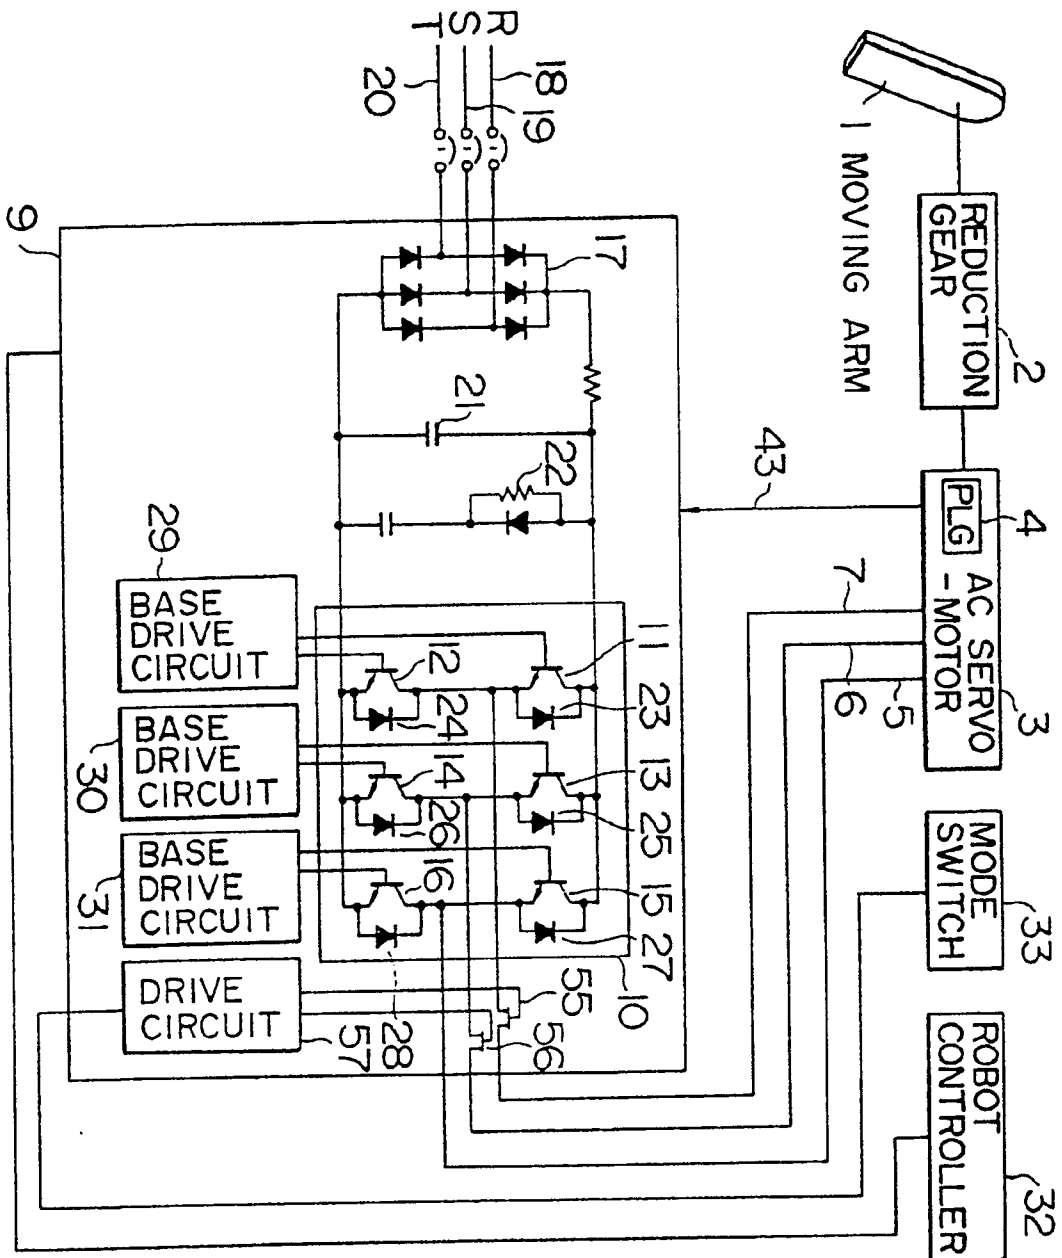 1 MOVING ARM
REDUCTION
GEAR
2
4
PLG
AC SERVO
-MOTOR
3
MODE
SWITCH
33
ROBOT
CONTROLLER
32
43
7
6
5
R
S
T
18
19
20
9
17
21
22
11
23
12
24
13
25
14
26
15
27
16
28
10
55
56
29
BASE
DRIVE
CIRCUIT
30
BASE
DRIVE
CIRCUIT
31
BASE
DRIVE
CIRCUIT
DRIVE
CIRCUIT
57